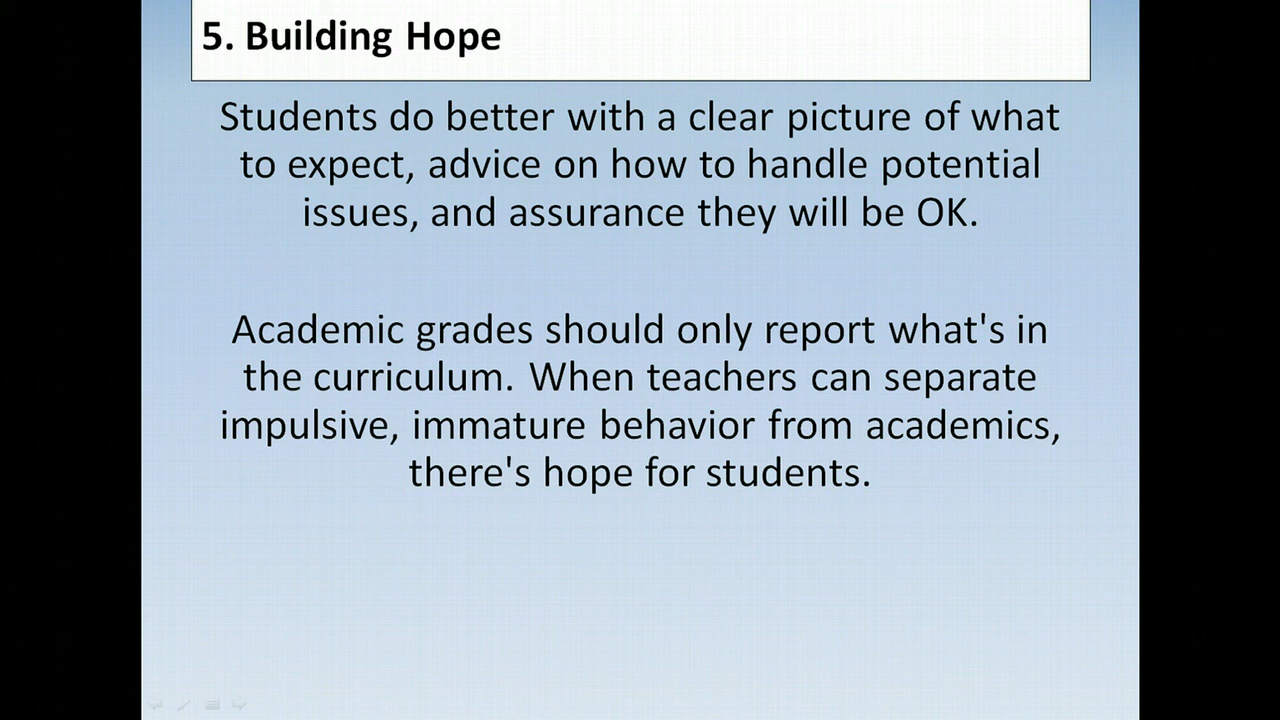 5. Building Hope
Students do better with a clear picture of what
to expect, advice on how to handle potential
issues, and assurance they will be OK.
Academic grades should only report what's in
the curriculum. When teachers can separate
impulsive, immature behavior from academics,
there's hope for students.